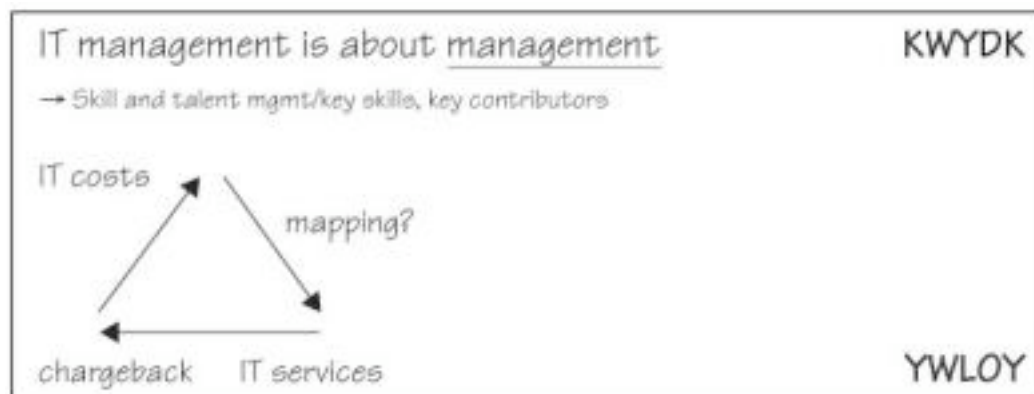 IT management is about management KWYDK
→ Skill and talent mgmt/key skills, key contributors
IT costs
mapping?
chargeback IT services YWLOY